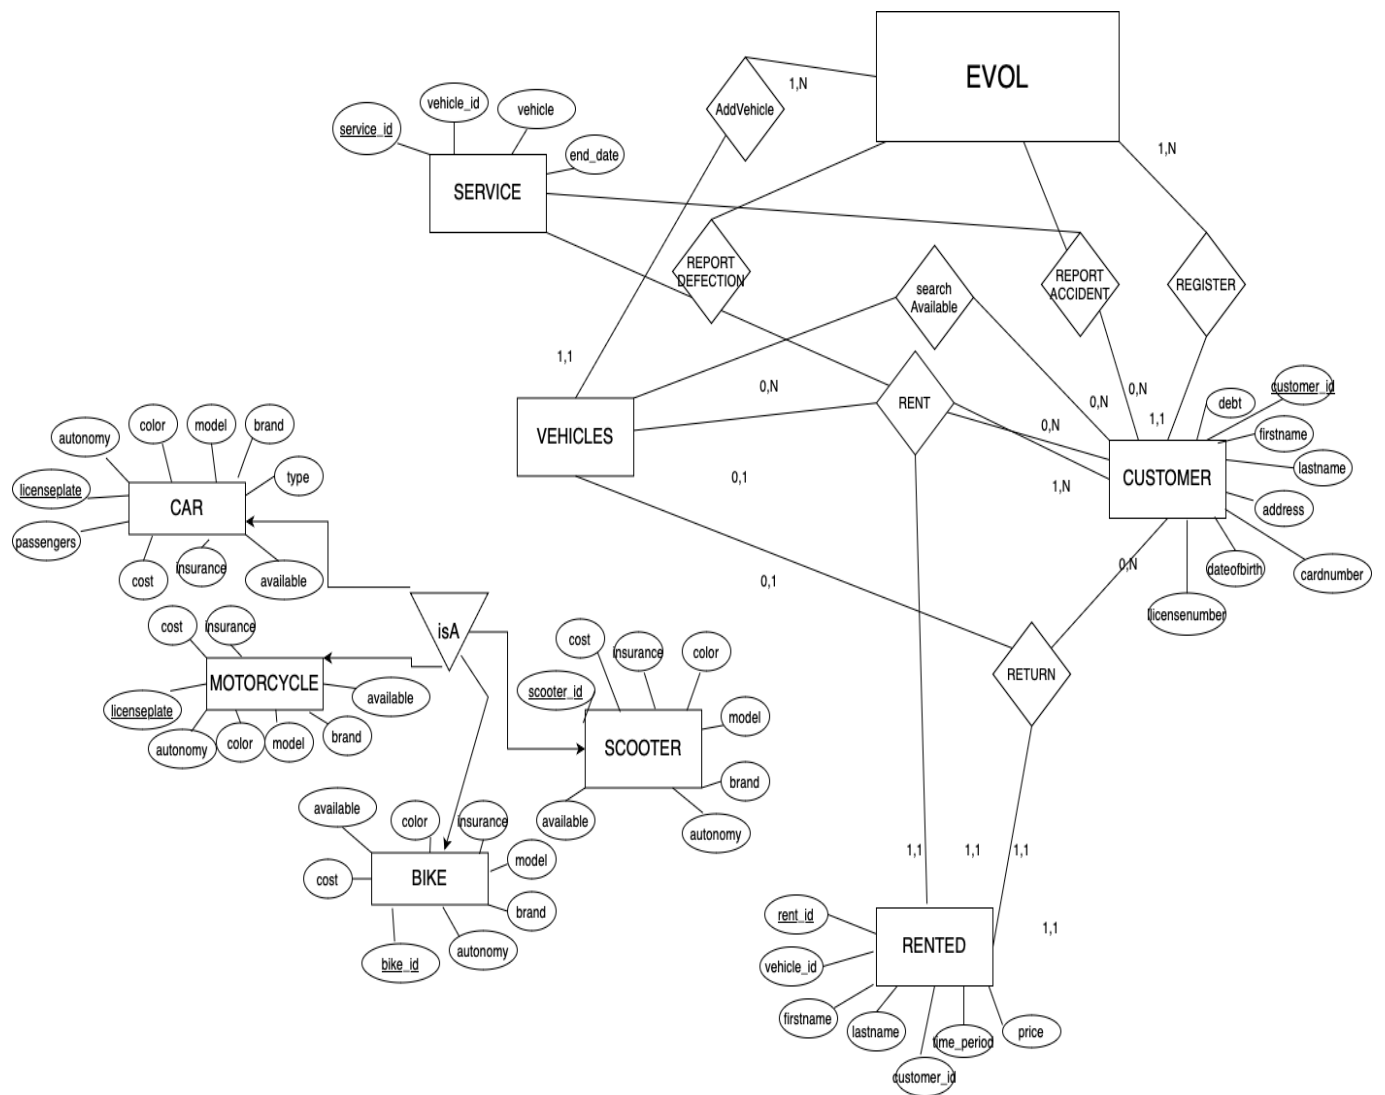 EVOL
1,N
AddVehicle
vehicle_id
vehicle
service_id
end_date
SERVICE
1,N
REPORT
DEFECTION
search
Available
REPORT
ACCIDENT
REGISTER
1,1
0,N
RENT
0,N
0,N
1,1
debt
customer_id
firstname
lastname
address
cardnumber
dateofbirth
licensenumber
CUSTOMER
0,N
1,N
0,N
VEHICLES
0,1
0,1
autonomy
color
model
brand
type
licenseplate
CAR
passengers
cost
insurance
available
isA
cost
insurance
MOTORCYCLE
licenseplate
available
autonomy
color
model
brand
cost
insurance
color
scooter_id
model
SCOOTER
brand
available
autonomy
RETURN
available
color
insurance
model
cost
BIKE
brand
bike_id
autonomy
1,1
1,1
1,1
1,1
rent_id
RENTED
vehicle_id
firstname
lastname
time_period
price
customer_id